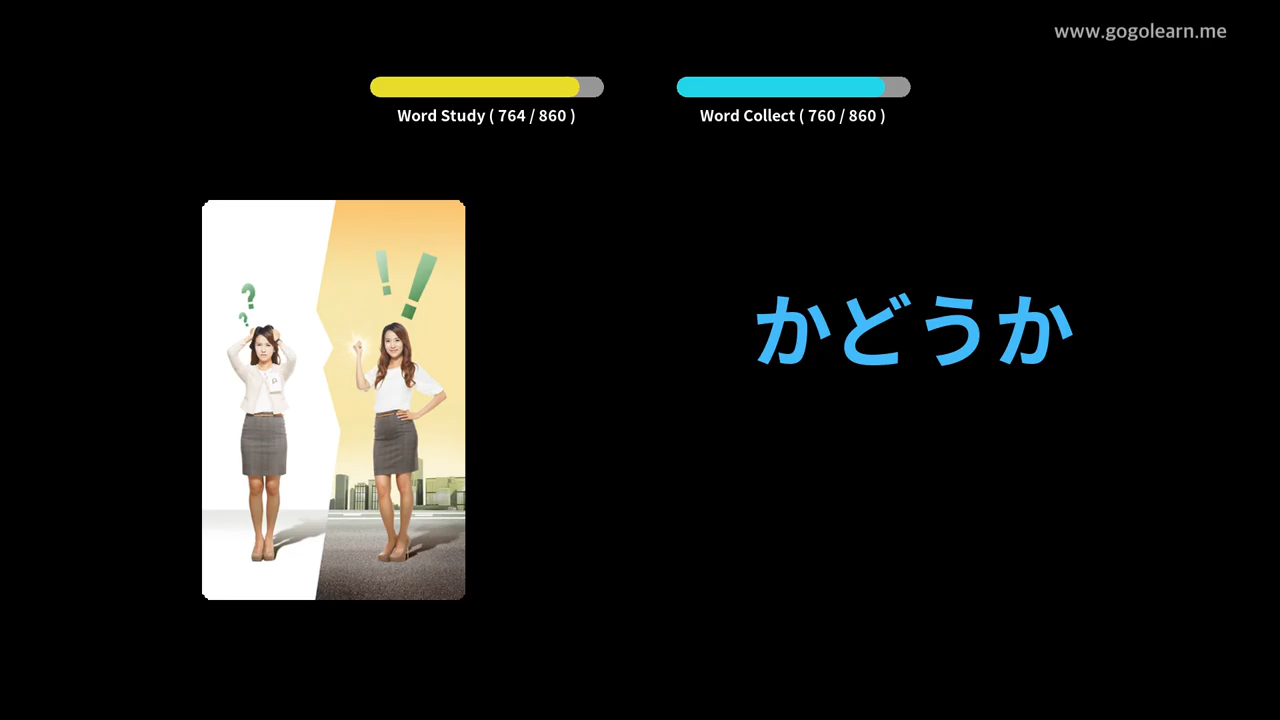 www.gogolearn.me
Word Study ( 764 / 860 )
Word Collect ( 760 / 860 )
? ?
! !
かどうか